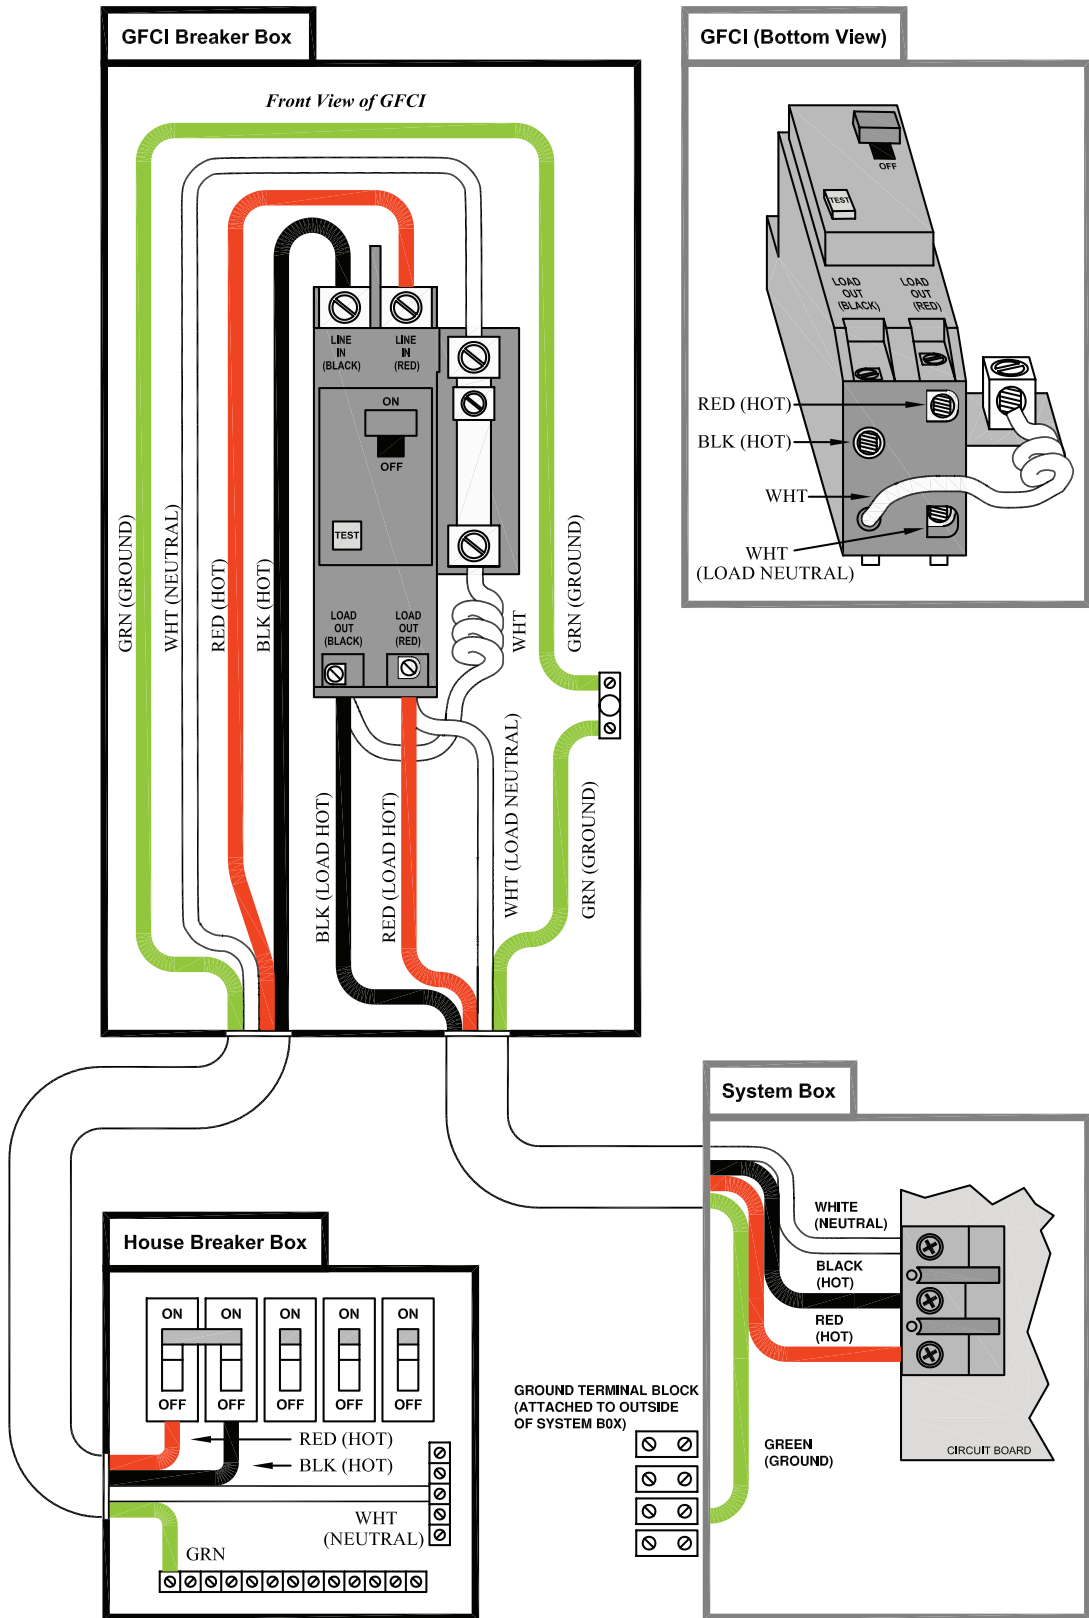 GFCI Breaker Box
Front View of GFCI
LINE
IN
(BLACK)
LINE
IN
(RED)
ON
OFF
TEST
LOAD
OUT
(BLACK)
LOAD
OUT
(RED)
GRN (GROUND)
WHT (NEUTRAL)
RED (HOT)
BLK (HOT)
WHT
GRN (GROUND)
BLK (LOAD HOT)
RED (LOAD HOT)
WHT (LOAD NEUTRAL)
GRN (GROUND)
GFCI (Bottom View)
OFF
TEST
LOAD
OUT
(BLACK)
LOAD
OUT
(RED)
RED (HOT)
BLK (HOT)
WHT
WHT
(LOAD NEUTRAL)
House Breaker Box
ON
ON
ON
ON
ON
OFF
OFF
OFF
OFF
OFF
RED (HOT)
BLK (HOT)
WHT
(NEUTRAL)
GRN
System Box
WHITE
(NEUTRAL)
BLACK
(HOT)
RED
(HOT)
GROUND TERMINAL BLOCK
(ATTACHED TO OUTSIDE
OF SYSTEM B0X)
GREEN
(GROUND)
CIRCUIT BOARD